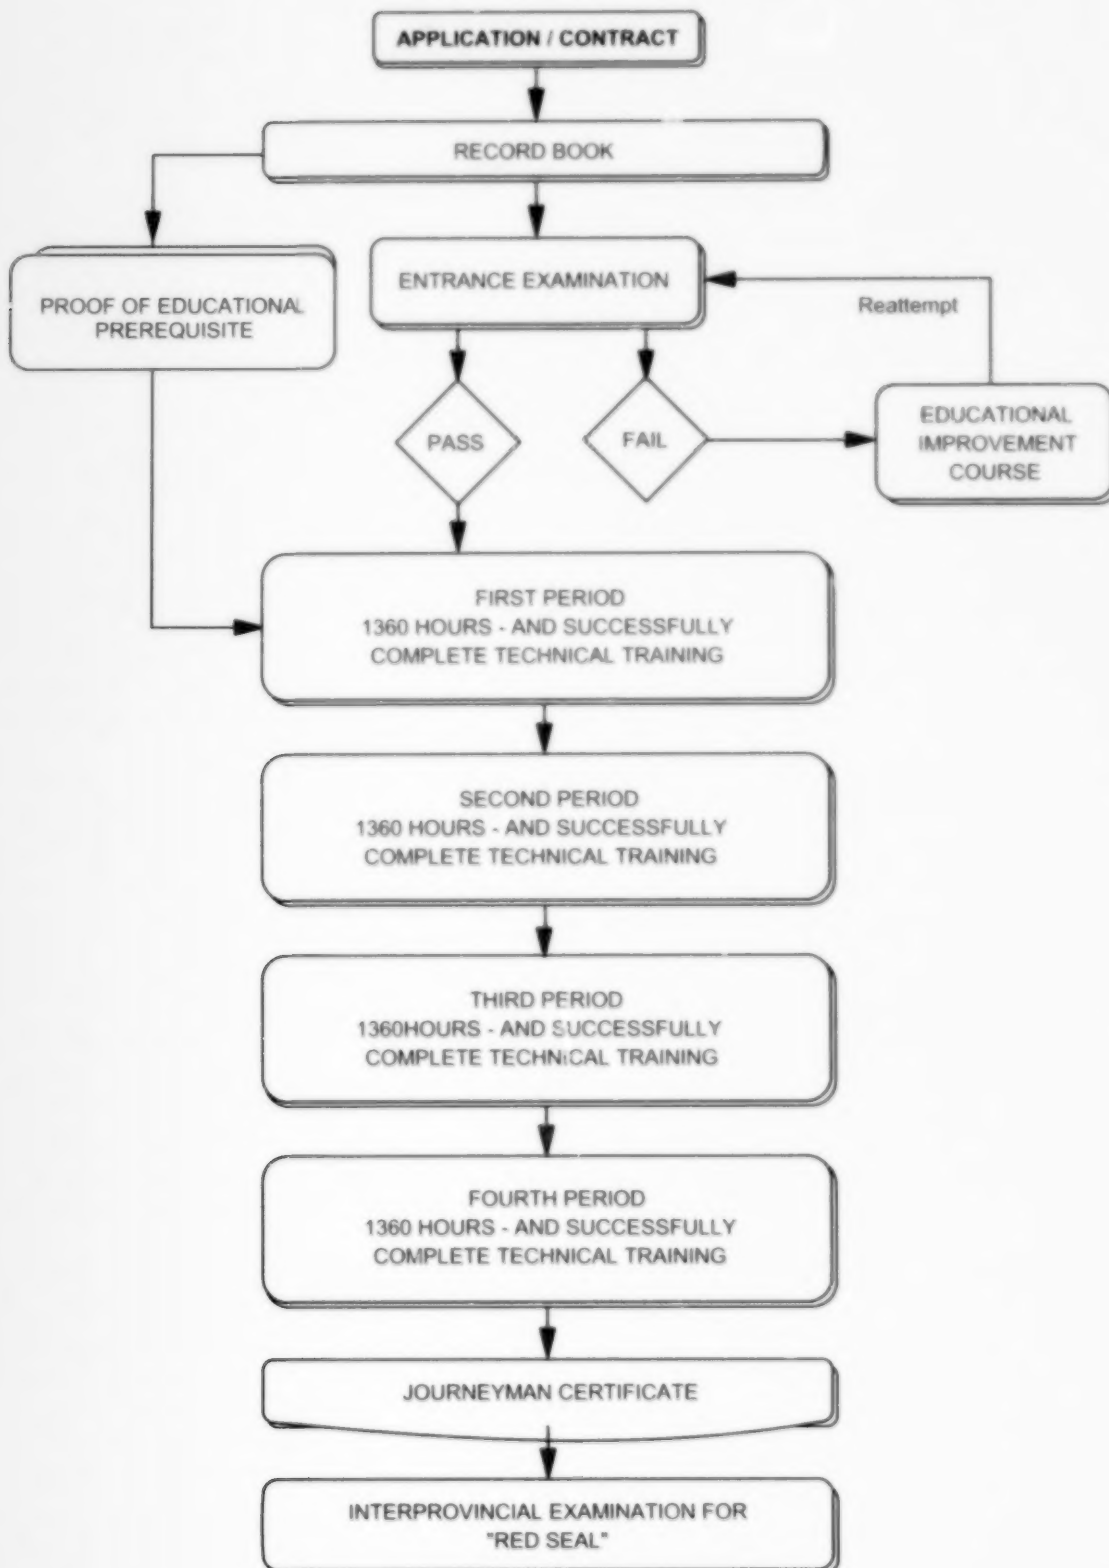 APPLICATION / CONTRACT
RECORD BOOK
PROOF OF EDUCATIONAL
PREREQUISITE
ENTRANCE EXAMINATION
Reattempt
PASS
FAIL
EDUCATIONAL
IMPROVEMENT
COURSE
FIRST PERIOD
1360 HOURS - AND SUCCESSFULLY
COMPLETE TECHNICAL TRAINING
SECOND PERIOD
1360 HOURS - AND SUCCESSFULLY
COMPLETE TECHNICAL TRAINING
THIRD PERIOD
1360HOURS - AND SUCCESSFULLY
COMPLETE TECHNICAL TRAINING
FOURTH PERIOD
1360 HOURS - AND SUCCESSFULLY
COMPLETE TECHNICAL TRAINING
JOURNEYMAN CERTIFICATE
INTERPROVINCIAL EXAMINATION FOR
"RED SEAL"